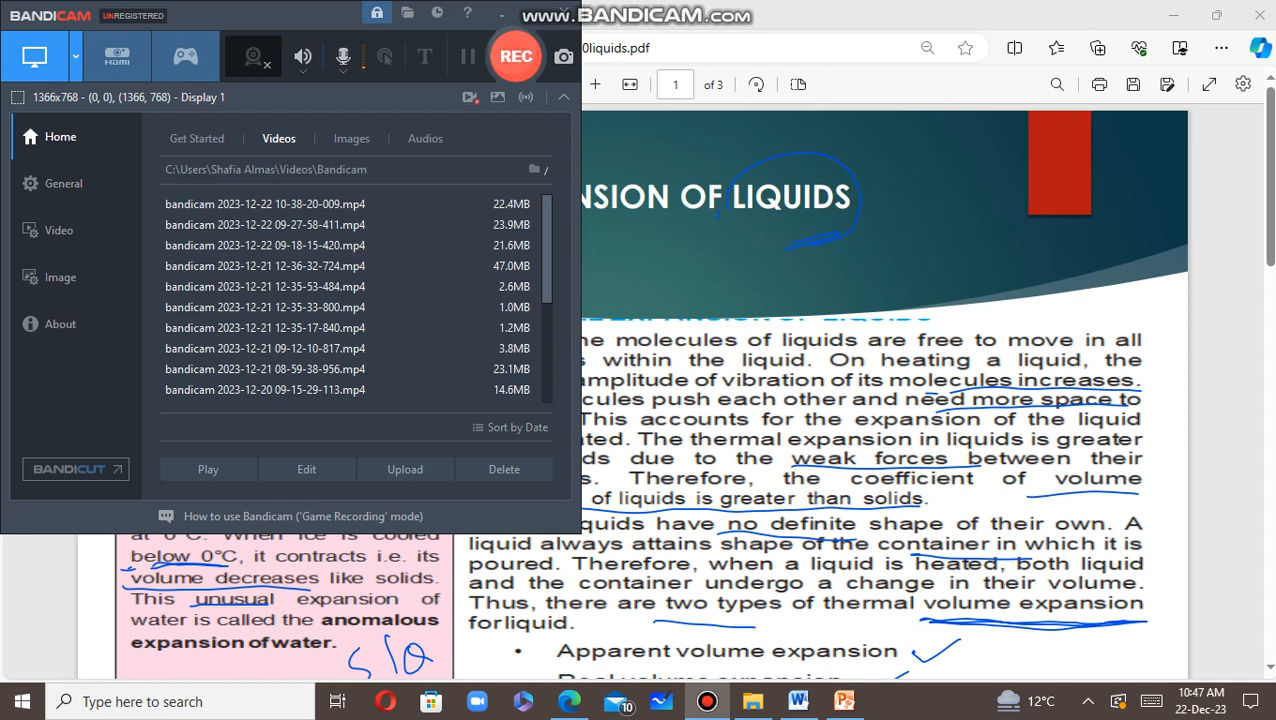 BANDICAM UNREGISTERED
www.BANDICAM.com
HDMI
REC
1366x768 - (0, 0), (1366, 768) - Display 1
Home
General
Video
Image
About
BANDICUT
Get Started Videos Images Audios
C:\Users\Shafia Almas\Videos\Bandicam
bandicam 2023-12-22 10-38-20-009.mp4 22.4MB
bandicam 2023-12-22 09-27-58-411.mp4 23.9MB
bandicam 2023-12-22 09-18-15-420.mp4 21.6MB
bandicam 2023-12-21 12-36-32-724.mp4 47.0MB
bandicam 2023-12-21 12-35-53-484.mp4 2.6MB
bandicam 2023-12-21 12-35-33-800.mp4 1.0MB
bandicam 2023-12-21 12-35-17-840.mp4 1.2MB
bandicam 2023-12-21 09-12-10-817.mp4 3.8MB
bandicam 2023-12-21 08-59-38-956.mp4 23.1MB
bandicam 2023-12-20 09-15-29-113.mp4 14.6MB
Sort by Date
Play Edit Upload Delete
How to use Bandicam ('Game Recording' mode)
0liquids.pdf
1 of 3
NSION OF LIQUIDS
he molecules of liquids are free to move in all
s within the liquid. On heating a liquid, the
amplitude of vibration of its molecules increases.
cules push each other and need more space to
This accounts for the expansion of the liquid
ted. The thermal expansion in liquids is greater
ds due to the weak forces between their
s. Therefore, the coefficient of volume
of liquids is greater than solids.
quids have no definite shape of their own. A
liquid always attains shape of the container in which it is
poured. Therefore, when a liquid is heated, both liquid
and the container undergo a change in their volume.
Thus, there are two types of thermal volume expansion
forliquid.
• Apparent volume expansion
at 0°C. When ice is cooled
below 0°C, it contracts i.e. its
volume decreases like solids.
This unusual expansion of
water is called the anomalous
expansion of water.
Type here to search
10
12°C
10:47 AM
22-Dec-23